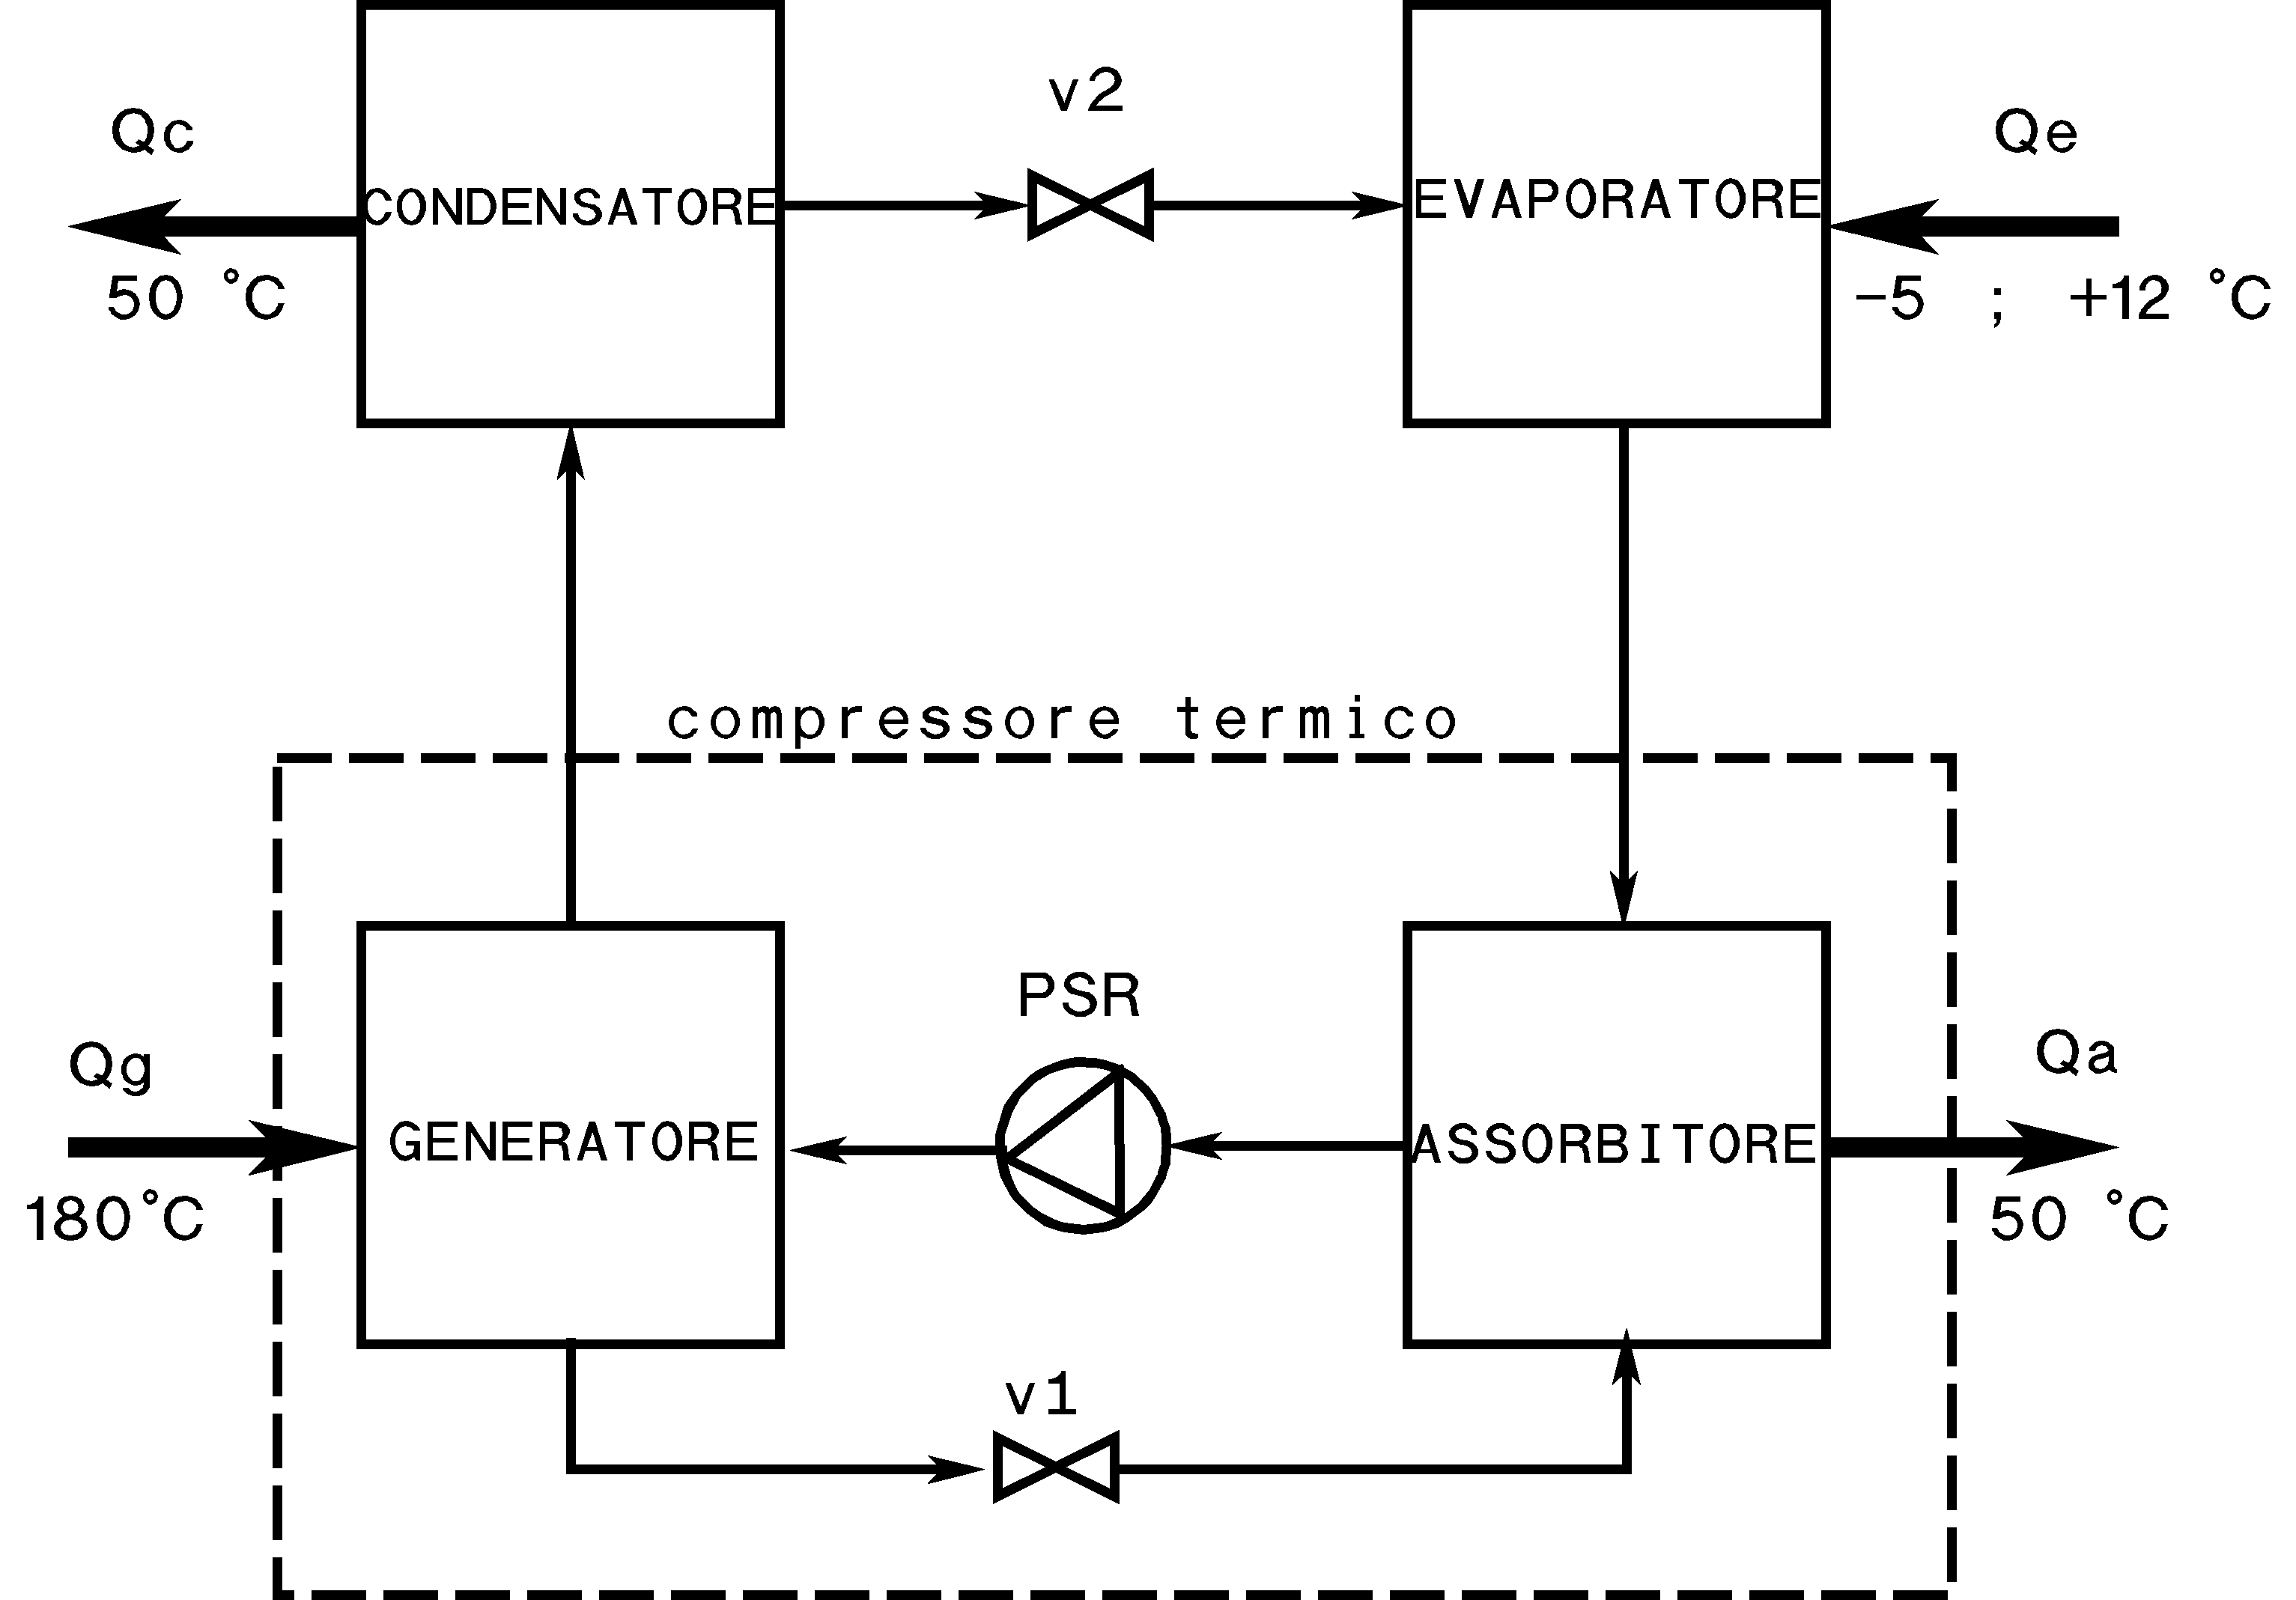 v2
Qc
Qe
CONDENSATORE
EVAPORATORE
50 °C
-5 ; +12 °C
compressore termico
PSR
Qg
Qa
GENERATORE
ASSORBITORE
180°C
50 °C
v1